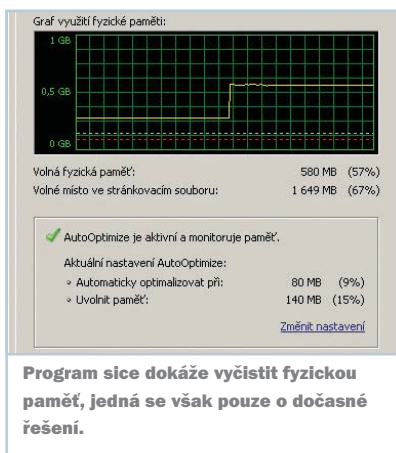 Graf využití fyzické paměti:
1 GB
0,5 GB
0 GB
Volná fyzická paměť: 580 MB (57%)
Volné místo ve stránkovacím souboru: 1 649 MB (67%)
AutoOptimize je aktivní a monitoruje paměť.
Aktuální nastavení AutoOptimize:
Automaticky optimalizovat při: 80 MB (9%)
Uvolnit paměť: 140 MB (15%)
Změnit nastavení
Program sice dokáže vyčistit fyzickou
paměť, jedná se však pouze o dočasné
řešení.